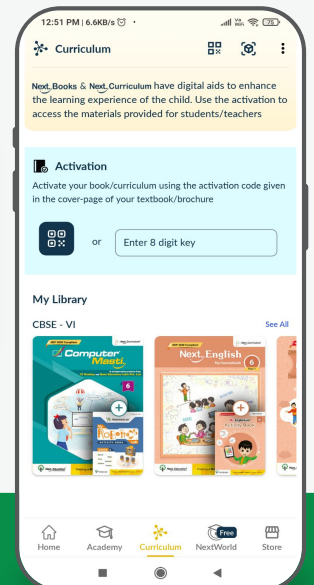 12:51 PM | 6.6KB/s
75
Curriculum
Next Books & Next Curriculum have digital aids to enhance
the learning experience of the child. Use the activation to
access the materials provided for students/teachers
Activation
Activate your book/curriculum using the activation code given
in the cover-page of your textbook/brochure
or
Enter 8 digit key
My Library
CBSE - VI
See All
Computer
Masti
6
Robotics
Next English
6
Activity Book
Home
Academy
Curriculum
Free
NextWorld
Store